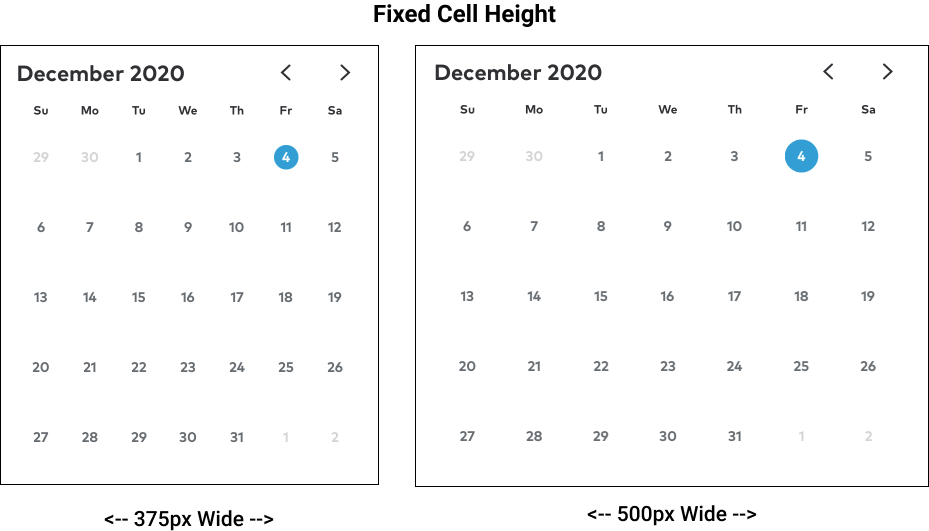 Fixed Cell Height
December 2020 < >
Su Mo Tu We Th Fr Sa
29 30 1 2 3 4 5
6 7 8 9 10 11 12
13 14 15 16 17 18 19
20 21 22 23 24 25 26
27 28 29 30 31 1 2
<-- 375px Wide -->
December 2020 < >
Su Mo Tu We Th Fr Sa
29 30 1 2 3 4 5
6 7 8 9 10 11 12
13 14 15 16 17 18 19
20 21 22 23 24 25 26
27 28 29 30 31 1 2
<-- 500px Wide -->